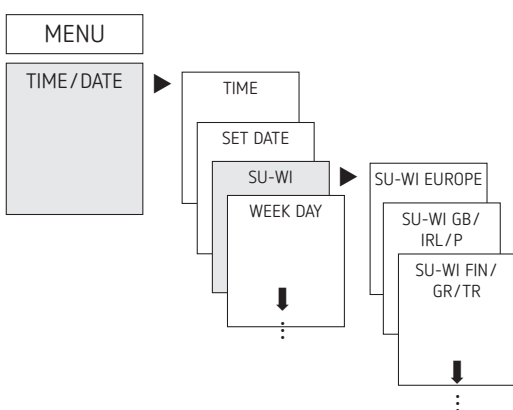 MENU
TIME/DATE
TIME
SET DATE
SU-WI
WEEK DAY
SU-WI EUROPE
SU-WI GB/
IRL/P
SU-WI FIN/
GR/TR